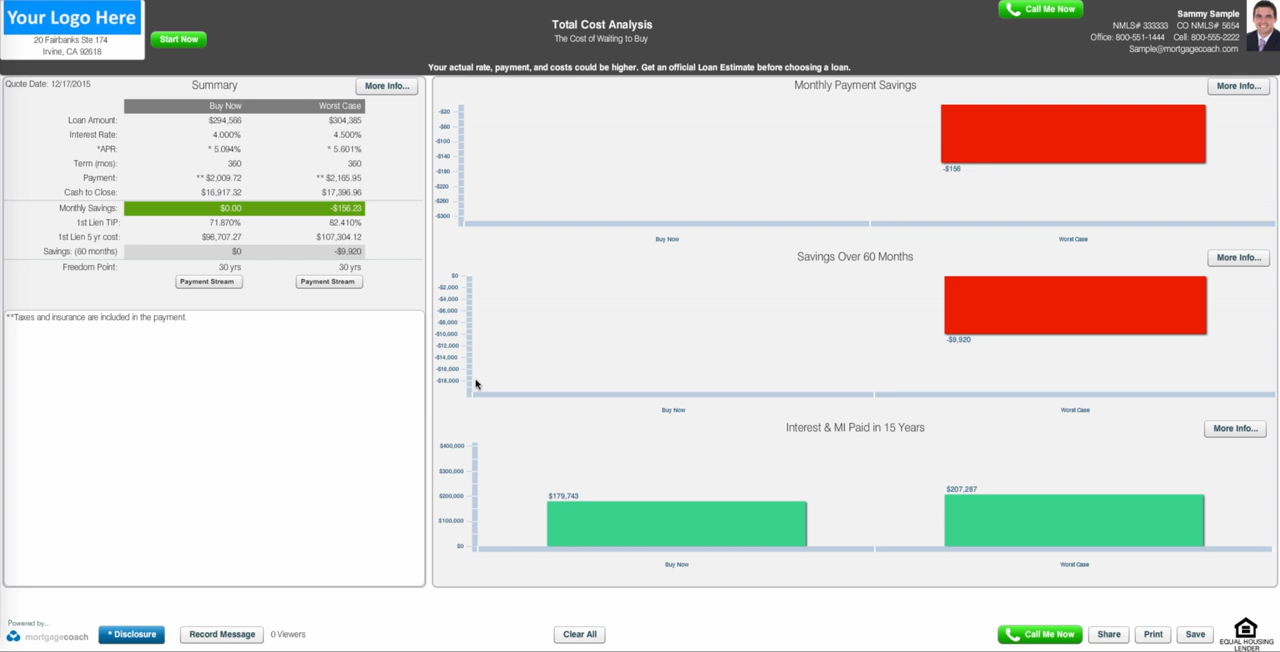 Your Logo Here
20 Fairbanks Ste 174
Irvine, CA 92618
Start Now
Total Cost Analysis
The Cost of Waiting to Buy
Call Me Now
Sammy Sample
NMLS# 333333 CO NMLS# 5654
Office: 800-551-1444 Cell: 800-555-2222
Sample@mortgagecoach.com
Your actual rate, payment, and costs could be higher. Get an official Loan Estimate before choosing a loan.
Quote Date: 12/17/2015
Summary
More Info...
Buy Now Worst Case
Loan Amount: $294,566 $304,385
Interest Rate: 4.000% 4.500%
*APR: * 5.094% * 5.601%
Term (mos): 360 360
Payment: ** $2,009.72 ** $2,165.95
Cash to Close: $16,917.32 $17,396.96
Monthly Savings: $0.00 -$156.23
1st Lien TIP: 71.870% 82.410%
1st Lien 5 yr cost: $98,707.27 $107,304.12
Savings: (60 months) $0 -$9,920
Freedom Point: 30 yrs 30 yrs
Payment Stream Payment Stream
**Taxes and insurance are included in the payment.
Monthly Payment Savings
More Info...
-$20
-$60
-$100
-$140
-$180
-$200
-$260
-$300
-$156
Buy Now Worst Case
Savings Over 60 Months
More Info...
$0
-$2,000
-$4,000
-$6,000
-$8,000
-$10,000
-$12,000
-$14,000
-$16,000
-$18,000
-$9,920
Buy Now Worst Case
Interest & MI Paid in 15 Years
More Info...
$400,000
$300,000
$200,000
$100,000
$0
$179,743
$207,287
Buy Now Worst Case
Powered by...
mortgagecoach
* Disclosure
Record Message
0 Viewers
Clear All
Call Me Now
Share
Print
Save
EQUAL HOUSING
LENDER